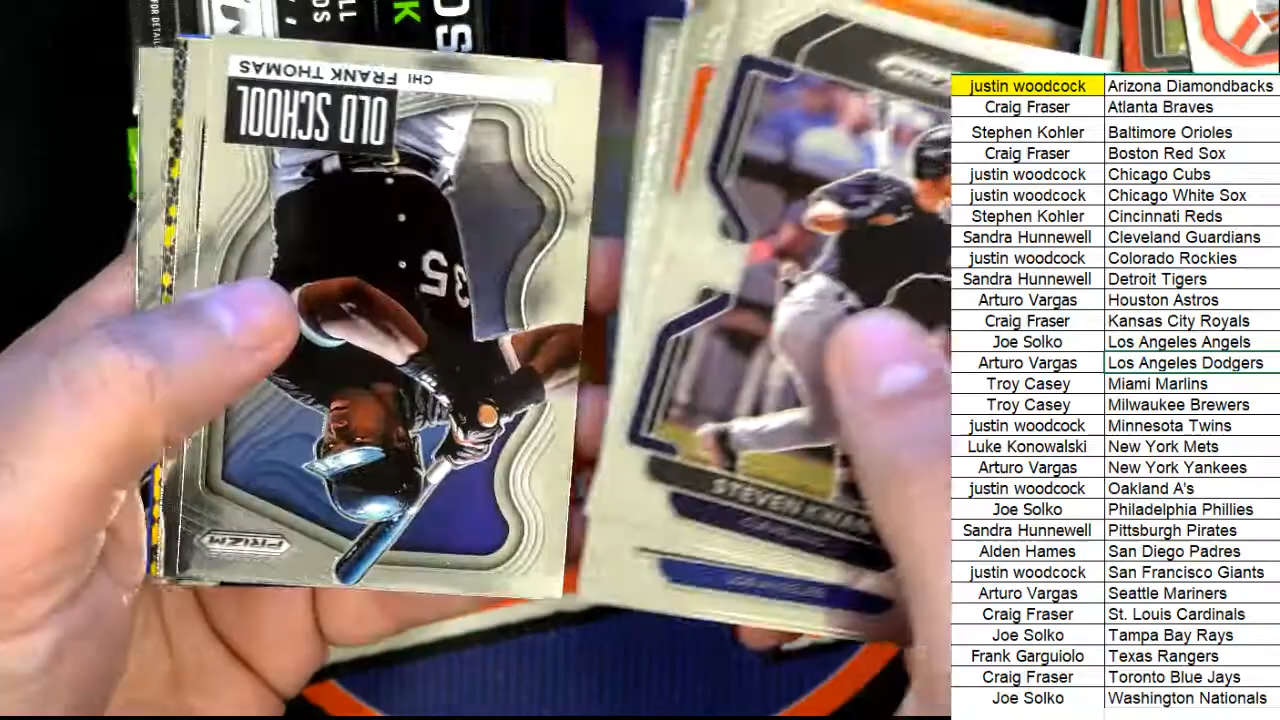 FOR DETAIL
CHI FRANK THOMAS
OLD SCHOOL
35
PRIZM
STEVEN KWAN
justin woodcock Arizona Diamondbacks
Craig Fraser Atlanta Braves
Stephen Kohler Baltimore Orioles
Craig Fraser Boston Red Sox
justin woodcock Chicago Cubs
justin woodcock Chicago White Sox
Stephen Kohler Cincinnati Reds
Sandra Hunnewell Cleveland Guardians
justin woodcock Colorado Rockies
Sandra Hunnewell Detroit Tigers
Arturo Vargas Houston Astros
Craig Fraser Kansas City Royals
Joe Solko Los Angeles Angels
Arturo Vargas Los Angeles Dodgers
Troy Casey Miami Marlins
Troy Casey Milwaukee Brewers
justin woodcock Minnesota Twins
Luke Konowalski New York Mets
Arturo Vargas New York Yankees
justin woodcock Oakland A's
Joe Solko Philadelphia Phillies
Sandra Hunnewell Pittsburgh Pirates
Alden Hames San Diego Padres
justin woodcock San Francisco Giants
Arturo Vargas Seattle Mariners
Craig Fraser St. Louis Cardinals
Joe Solko Tampa Bay Rays
Frank Garguiolo Texas Rangers
Craig Fraser Toronto Blue Jays
Joe Solko Washington Nationals